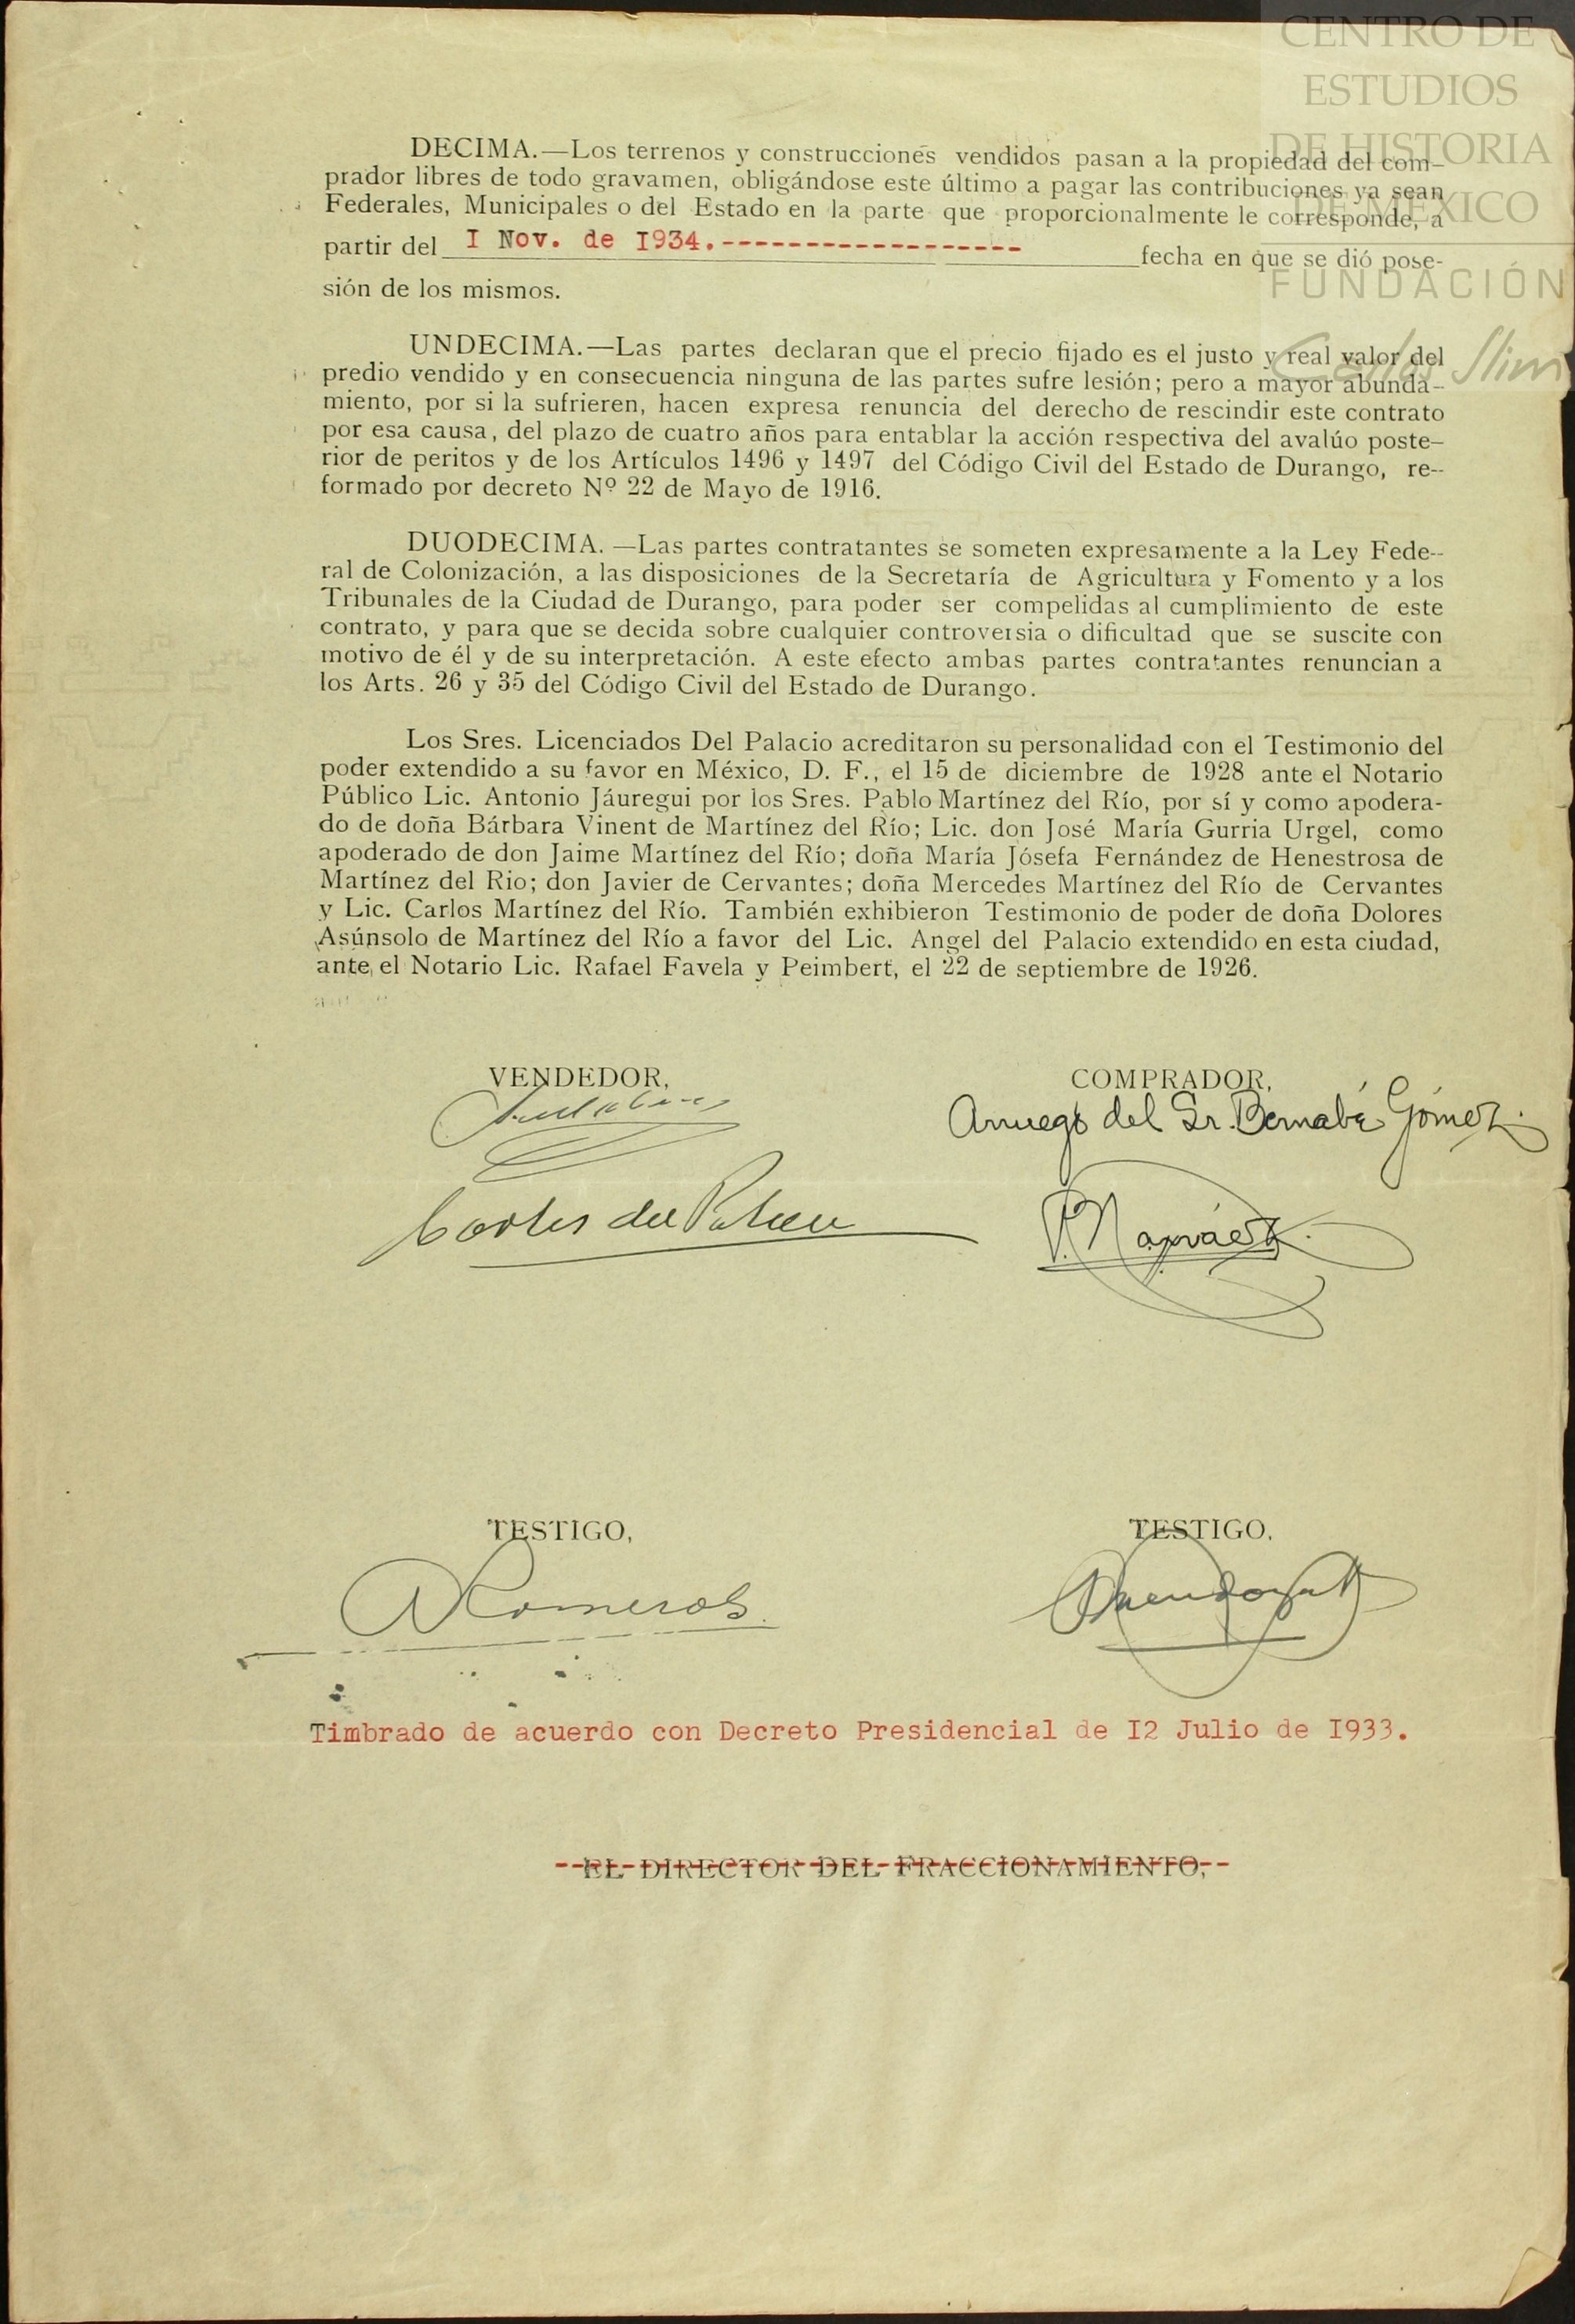 CENTRO DE
ESTUDIOS
DE HISTORIA
DE MÉXICO
FUNDACIÓN
Carlos Slim
DECIMA.—Los terrenos y construcciones vendidos pasan a la propiedad del com-
prador libres de todo gravamen, obligándose este último a pagar las contribuciones ya sean
Federales, Municipales o del Estado en la parte que proporcionalmente le corresponde, a
partir del I Nov. de I934.------------------ fecha en que se dió pose-
sión de los mismos.
UNDECIMA.—Las partes declaran que el precio fijado es el justo y real valor del
predio vendido y en consecuencia ninguna de las partes sufre lesión; pero a mayor abunda-
miento, por si la sufrieren, hacen expresa renuncia del derecho de rescindir este contrato
por esa causa, del plazo de cuatro años para entablar la acción respectiva del avalúo poste-
rior de peritos y de los Artículos 1496 y 1497 del Código Civil del Estado de Durango, re--
formado por decreto Nº 22 de Mayo de 1916.
DUODECIMA. —Las partes contratantes se someten expresamente a la Ley Fede--
ral de Colonización, a las disposiciones de la Secretaría de Agricultura y Fomento y a los
Tribunales de la Ciudad de Durango, para poder ser compelidas al cumplimiento de este
contrato, y para que se decida sobre cualquier controversia o dificultad que se suscite con
motivo de él y de su interpretación. A este efecto ambas partes contratantes renuncian a
los Arts. 26 y 35 del Código Civil del Estado de Durango.
Los Sres. Licenciados Del Palacio acreditaron su personalidad con el Testimonio del
poder extendido a su favor en México, D. F., el 15 de diciembre de 1928 ante el Notario
Público Lic. Antonio Jáuregui por los Sres. Pablo Martínez del Río, por sí y como apodera-
do de doña Bárbara Vinent de Martínez del Río; Lic. don José María Gurria Urgel, como
apoderado de don Jaime Martínez del Río; doña María Jósefa Fernández de Henestrosa de
Martínez del Rio; don Javier de Cervantes; doña Mercedes Martínez del Río de Cervantes
y Lic. Carlos Martínez del Río. También exhibieron Testimonio de poder de doña Dolores
Asúnsolo de Martínez del Río a favor del Lic. Angel del Palacio extendido en esta ciudad,
ante el Notario Lic. Rafael Favela y Peimbert, el 22 de septiembre de 1926.
VENDEDOR,
COMPRADOR,
Arruego del Sr. Bernabé Gómez.
Carlos del Palacio
P. Narváez.
TESTIGO,
TESTIGO.
Romeros
Timbrado de acuerdo con Decreto Presidencial de I2 Julio de I933.
--EL DIRECTOR DEL FRACCIONAMIENTO,--